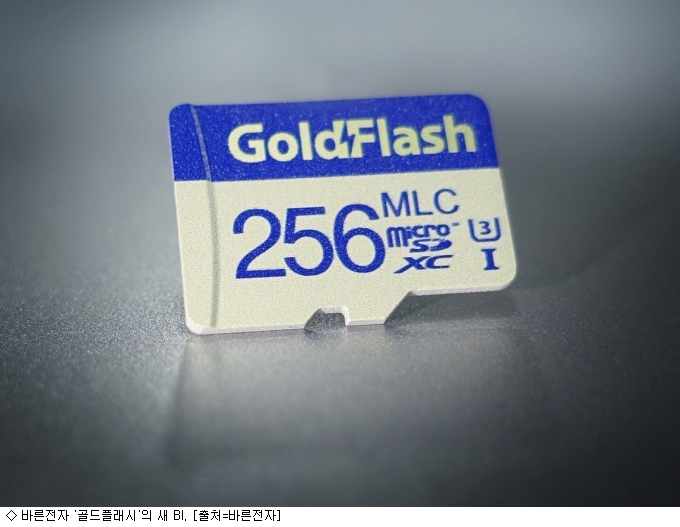 GoldFlash
256 MLC
micro SD XC U3 I
◇ 바른전자 '골드플래시'의 새 BI. [출처=바른전자]